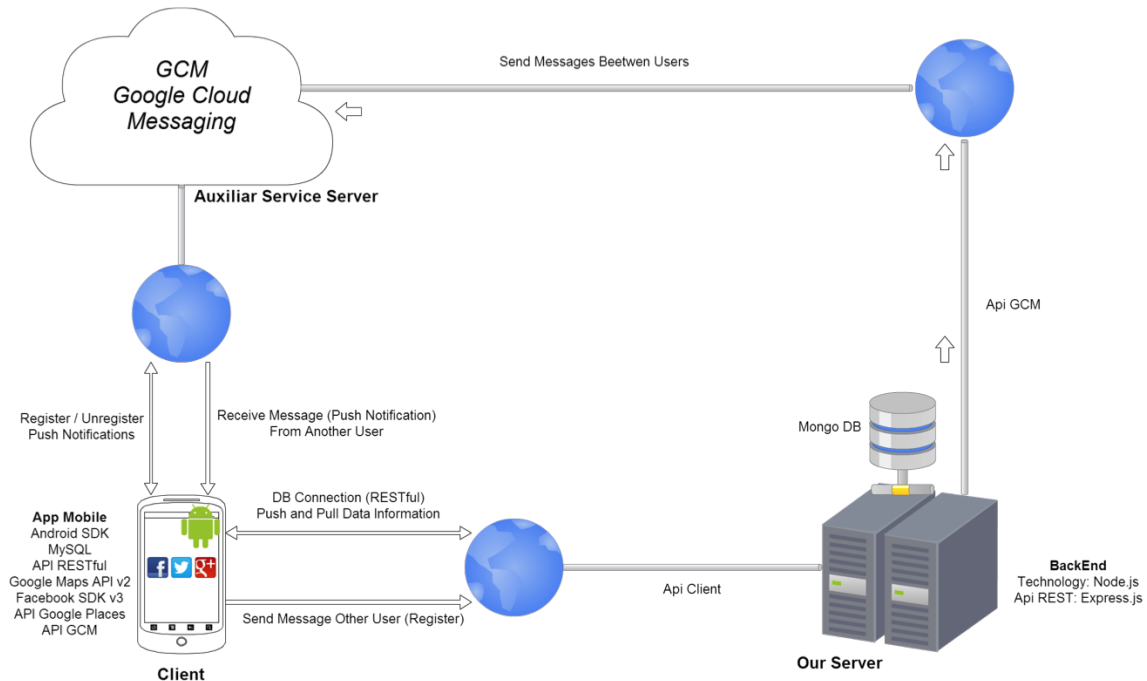 GCM
Google Cloud
Messaging
Send Messages Beetwen Users
Auxiliar Service Server
Api GCM
Register / Unregister
Push Notifications
Receive Message (Push Notification)
From Another User
Mongo DB
DB Connection (RESTful)
Push and Pull Data Information
App Mobile
Android SDK
MySQL
API RESTful
Google Maps API v2
Facebook SDK v3
API Google Places
API GCM
f
g+
Api Client
Send Message Other User (Register)
BackEnd
Technology: Node.js
Api REST: Express.js
Client
Our Server